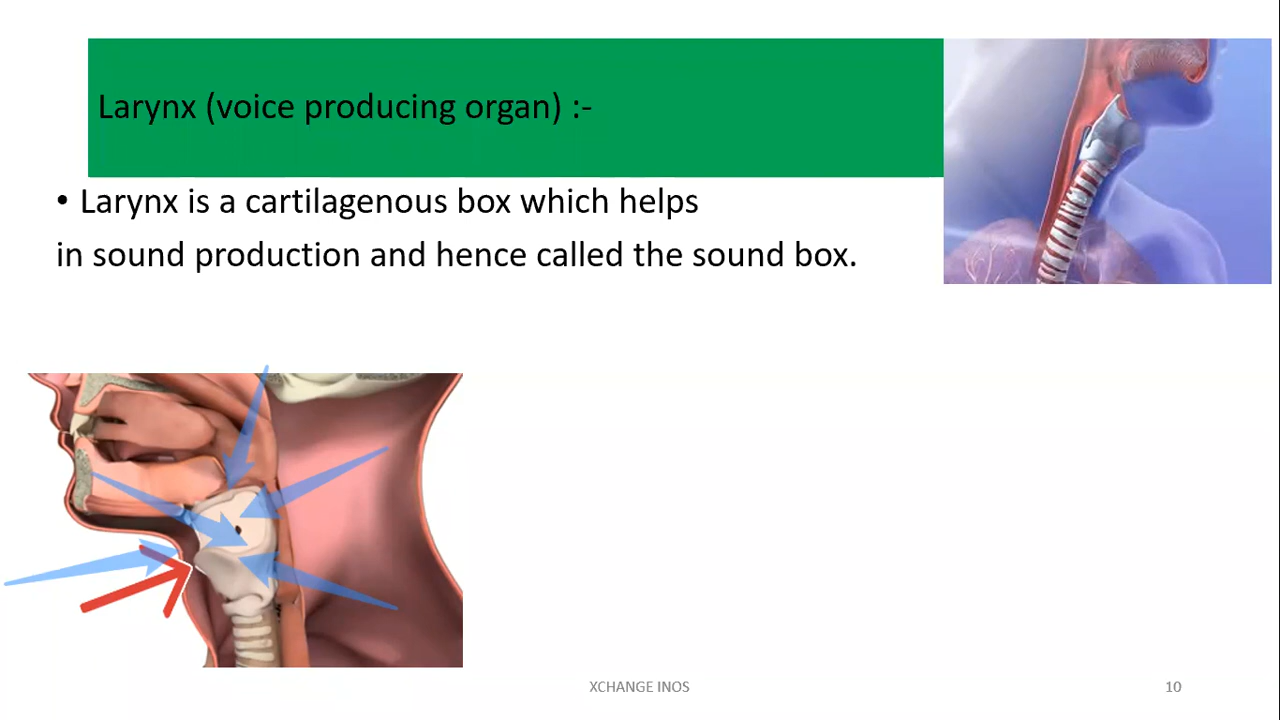 Larynx (voice producing organ) :-
• Larynx is a cartilagenous box which helps
in sound production and hence called the sound box.
XCHANGE INOS
10